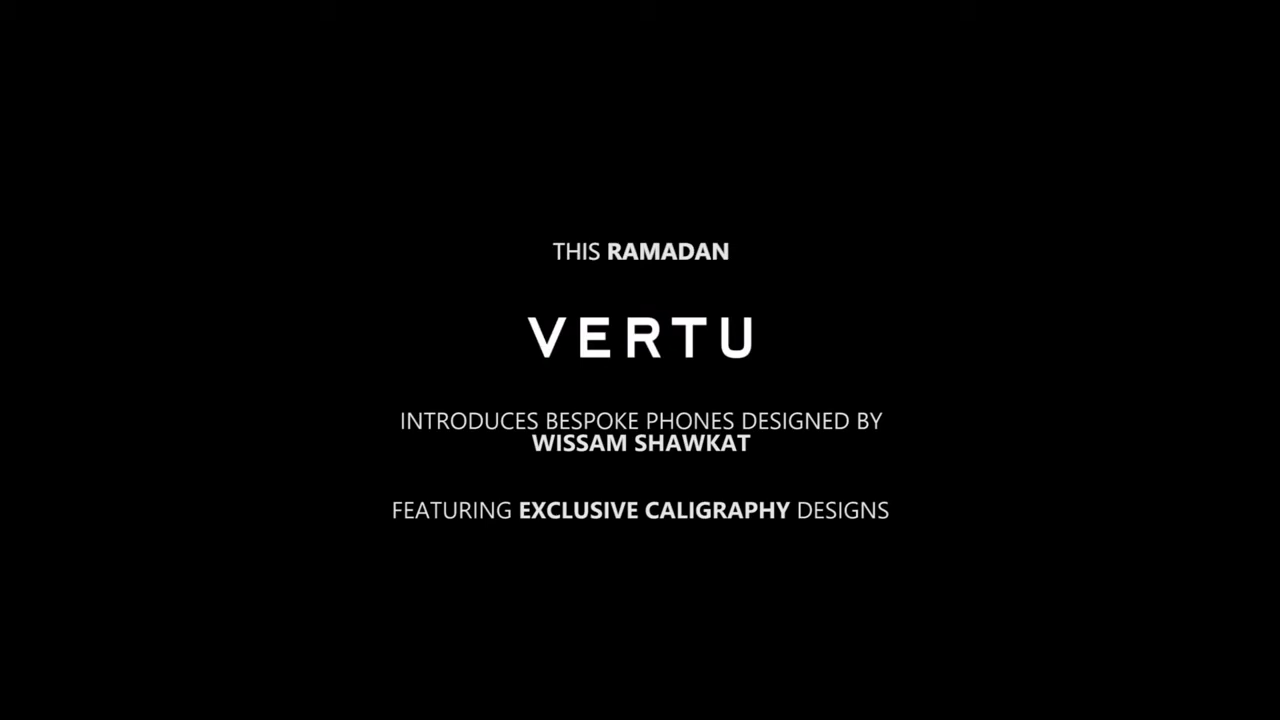 THIS RAMADAN
VERTU
INTRODUCES BESPOKE PHONES DESIGNED BY
WISSAM SHAWKAT
FEATURING EXCLUSIVE CALIGRAPHY DESIGNS